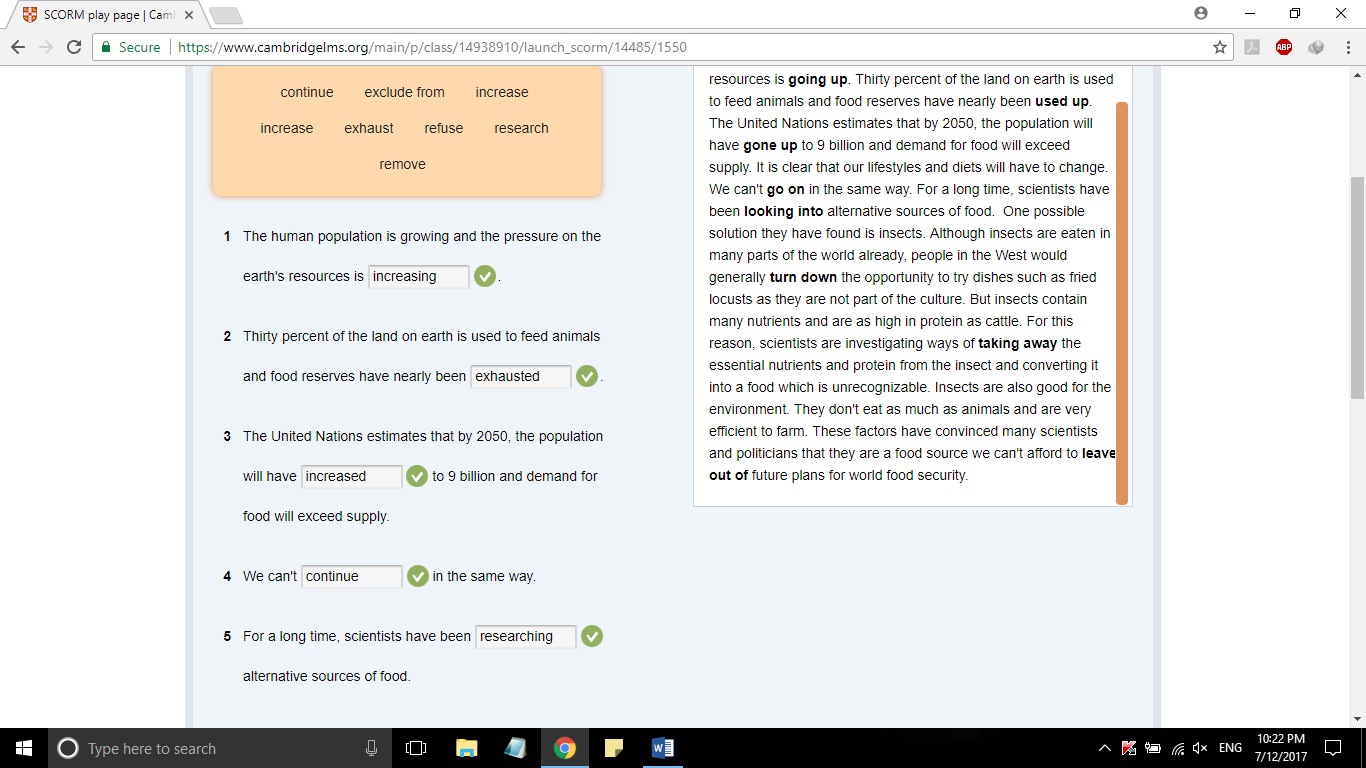 SCORM play page | Cam
Secure
https://www.cambridgelms.org/main/p/class/14938910/launch_scorm/14485/1550
ABP
continue exclude from increase
increase exhaust refuse research
remove
1 The human population is growing and the pressure on the
earth's resources is increasing .
2 Thirty percent of the land on earth is used to feed animals
and food reserves have nearly been exhausted .
3 The United Nations estimates that by 2050, the population
will have increased to 9 billion and demand for
food will exceed supply.
4 We can't continue in the same way.
5 For a long time, scientists have been researching
alternative sources of food.
resources is going up. Thirty percent of the land on earth is used
to feed animals and food reserves have nearly been used up.
The United Nations estimates that by 2050, the population will
have gone up to 9 billion and demand for food will exceed
supply. It is clear that our lifestyles and diets will have to change.
We can't go on in the same way. For a long time, scientists have
been looking into alternative sources of food. One possible
solution they have found is insects. Although insects are eaten in
many parts of the world already, people in the West would
generally turn down the opportunity to try dishes such as fried
locusts as they are not part of the culture. But insects contain
many nutrients and are as high in protein as cattle. For this
reason, scientists are investigating ways of taking away the
essential nutrients and protein from the insect and converting it
into a food which is unrecognizable. Insects are also good for the
environment. They don't eat as much as animals and are very
efficient to farm. These factors have convinced many scientists
and politicians that they are a food source we can't afford to leave
out of future plans for world food security.
Type here to search
ENG
10:22 PM
7/12/2017